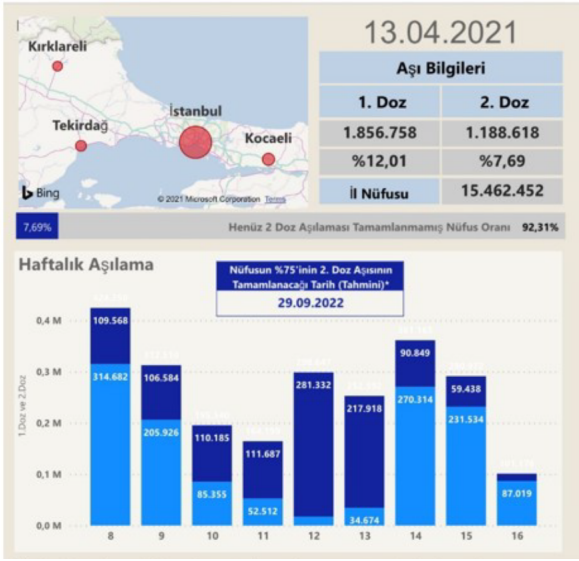 13.04.2021
Kırklareli
Tekirdağ
İstanbul
Kocaeli
Bing
© 2021 Microsoft Corporation Terms
Aşı Bilgileri
1. Doz 2. Doz
1.856.758 1.188.618
%12,01 %7,69
İl Nüfusu 15.462.452
7,69% Henüz 2 Doz Aşılaması Tamamlanmamış Nüfus Oranı 92,31%
Haftalık Aşılama
Nüfusun %75'inin 2. Doz Aşısının
Tamamlanacağı Tarih (Tahmini)*
29.09.2022
1.Doz ve 2.Doz
0,4 M
0,3 M
0,2 M
0,1 M
0,0 M
109.568
314.682
106.584
205.926
110.185
85.355
111.687
52.512
281.332
217.918
34.674
90.849
270.314
59.438
231.534
87.019
8 9 10 11 12 13 14 15 16